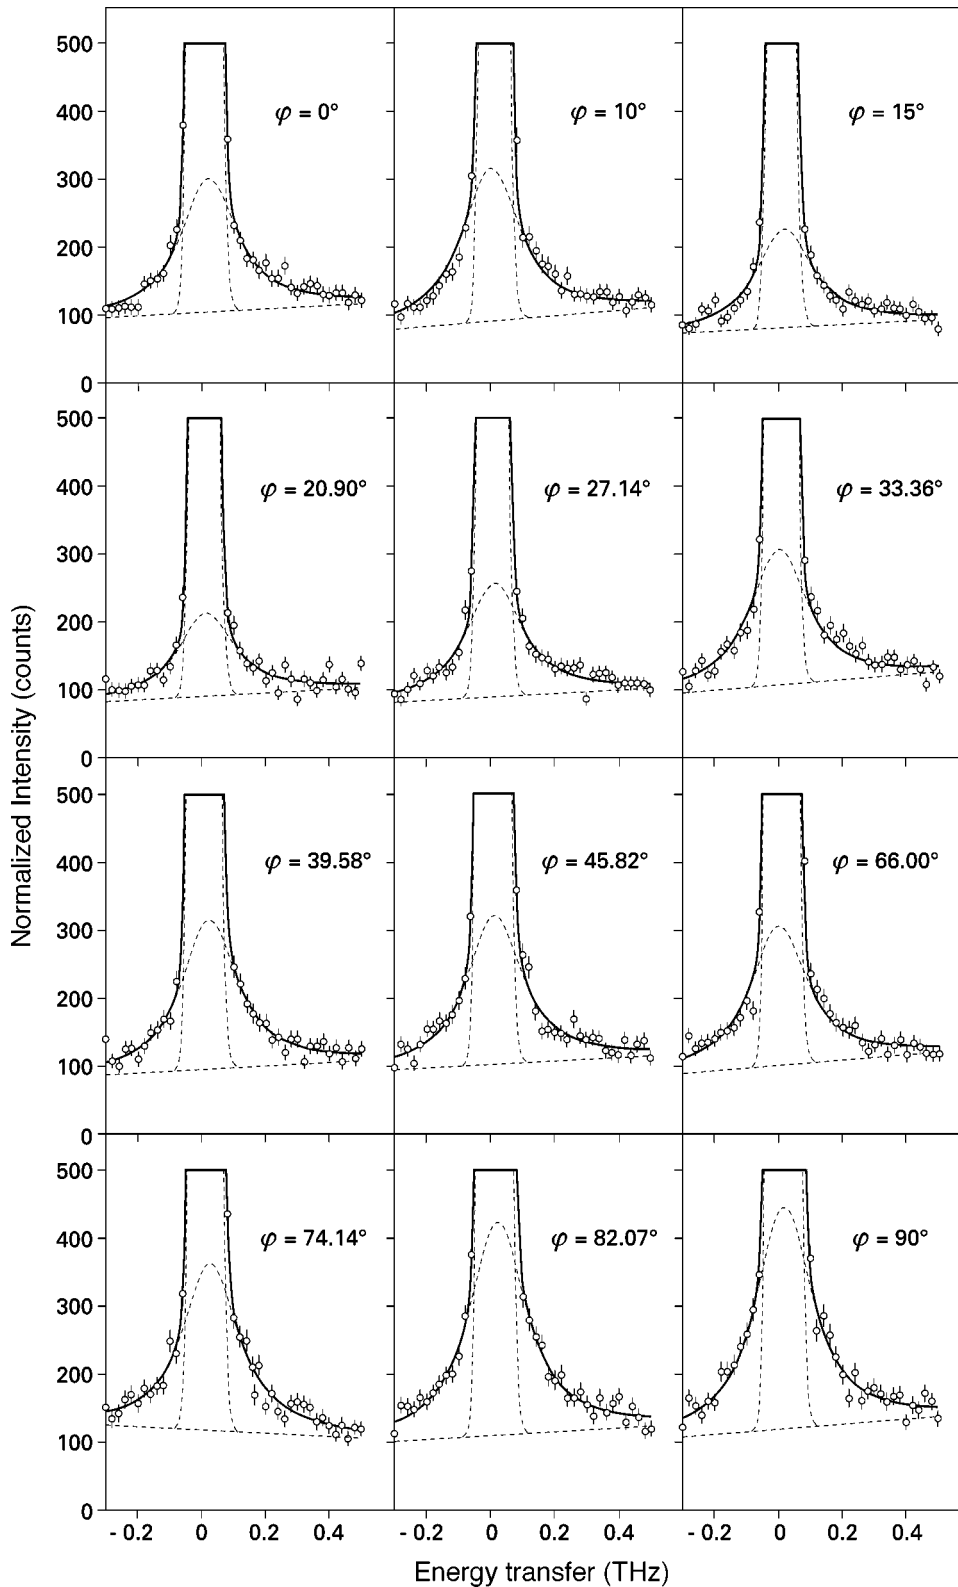 500
400
300
200
100
0
φ = 0°
φ = 10°
φ = 15°
500
400
300
200
100
0
φ = 20.90°
φ = 27.14°
φ = 33.36°
500
400
300
200
100
0
φ = 39.58°
φ = 45.82°
φ = 66.00°
500
400
300
200
100
0
φ = 74.14°
φ = 82.07°
φ = 90°
- 0.2 0 0.2 0.4 - 0.2 0 0.2 0.4 - 0.2 0 0.2 0.4
Normalized Intensity (counts)
Energy transfer (THz)